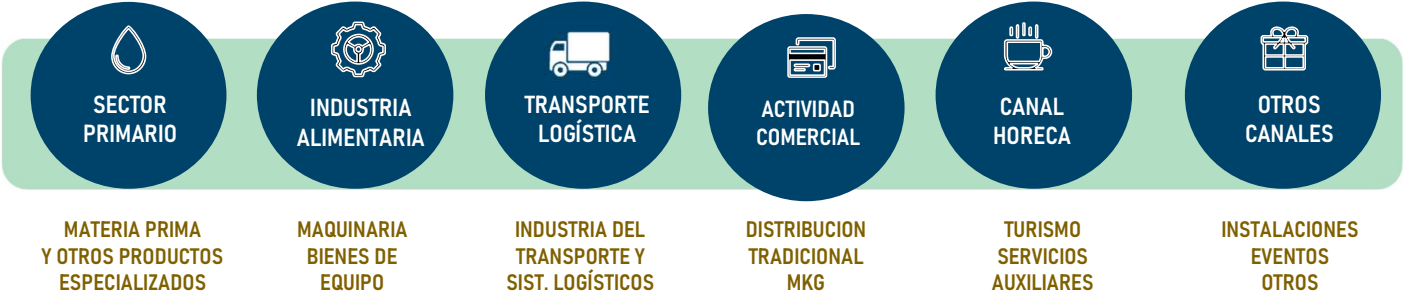 SECTOR
PRIMARIO
INDUSTRIA
ALIMENTARIA
TRANSPORTE
LOGÍSTICA
ACTIVIDAD
COMERCIAL
CANAL
HORECA
OTROS
CANALES
MATERIA PRIMA
Y OTROS PRODUCTOS
ESPECIALIZADOS
MAQUINARIA
BIENES DE
EQUIPO
INDUSTRIA DEL
TRANSPORTE Y
SIST. LOGÍSTICOS
DISTRIBUCION
TRADICIONAL
MKG
TURISMO
SERVICIOS
AUXILIARES
INSTALACIONES
EVENTOS
OTROS